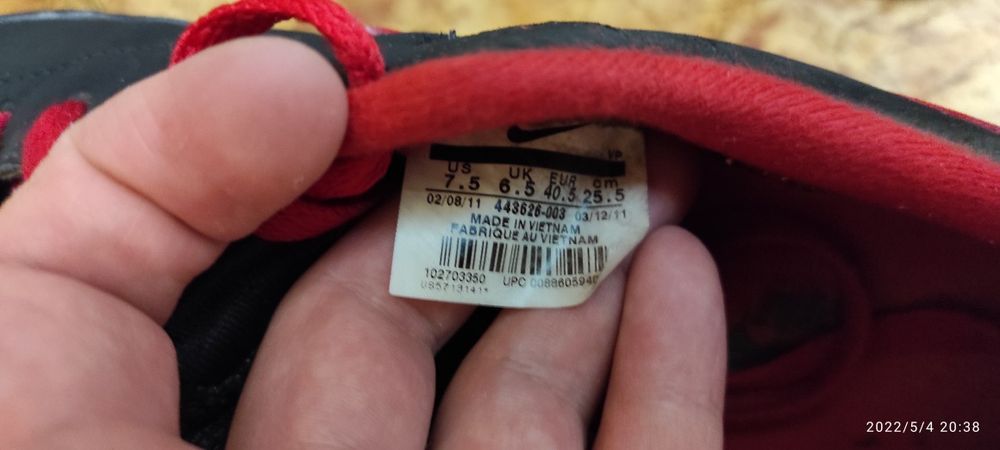 YP
US UK EUR cm
7.5 6.5 40.5 25.5
02/08/11 443626-003 03/12/11
MADE IN VIETNAM
FABRIQUE AU VIETNAM
102703350 UPC
2022/5/4 20:38